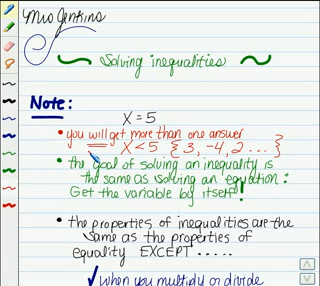 Mrs Jenkins
Solving inequalities
Note:
X = 5
• you will get more than one answer
X < 5 {3, -4, 2 ...}
• the goal of solving an inequality is
the same as solving an equation:
Get the variable by itself!
• the properties of inequalities are the
same as the properties of
equality EXCEPT .....
✓ when you multiply or divide